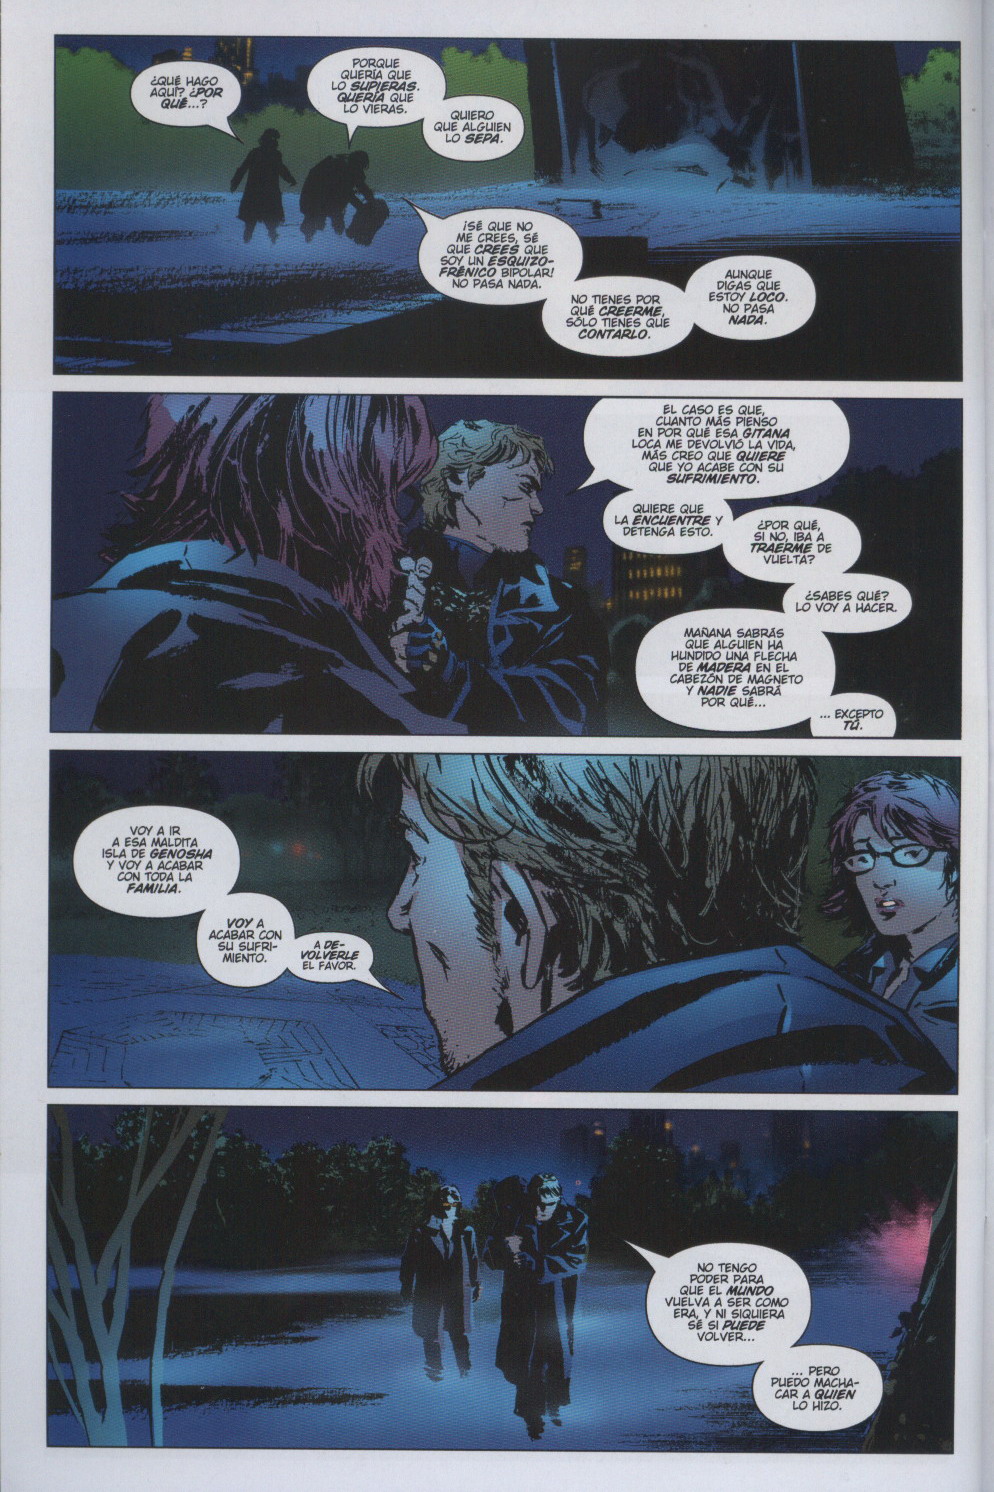 ¿QUÉ HAGO
AQUÍ? ¿POR
QUÉ...?
PORQUE
QUERÍA QUE
LO SUPIERAS.
QUERÍA QUE
LO VIERAS.
QUIERO
QUE ALGUIEN
LO SEPA.
¡SÉ QUE NO
ME CREES, SÉ
QUE CREES QUE
SOY UN ESQUIZO-
FRÉNICO BIPOLAR!
NO PASA NADA.
NO TIENES POR
QUÉ CREERME,
SÓLO TIENES QUE
CONTARLO.
AUNQUE
DIGAS QUE
ESTOY LOCO.
NO PASA
NADA.
EL CASO ES QUE,
CUANTO MÁS PIENSO
EN POR QUÉ ESA GITANA
LOCA ME DEVOLVIÓ LA VIDA,
MÁS CREO QUE QUIERE
QUE YO ACABE CON SU
SUFRIMIENTO.
QUIERE QUE
LA ENCUENTRE Y
DETENGA ESTO.
¿POR QUÉ,
SI NO, IBA A
TRAERME DE
VUELTA?
¿SABES QUÉ?
LO VOY A HACER.
MAÑANA SABRÁS
QUE ALGUIEN HA
HUNDIDO UNA FLECHA
DE MADERA EN EL
CABEZÓN DE MAGNETO
Y NADIE SABRÁ
POR QUÉ...
... EXCEPTO
TÚ.
VOY A IR
A ESA MALDITA
ISLA DE GENOSHA
Y VOY A ACABAR
CON TODA LA
FAMILIA.
VOY A
ACABAR CON
SU SUFRI-
MIENTO.
A DE-
VOLVERLE
EL FAVOR.
NO TENGO
PODER PARA
QUE EL MUNDO
VUELVA A SER COMO
ERA, Y NI SIQUIERA
SÉ SI PUEDE
VOLVER...
... PERO
PUEDO MACHA-
CAR A QUIEN
LO HIZO.